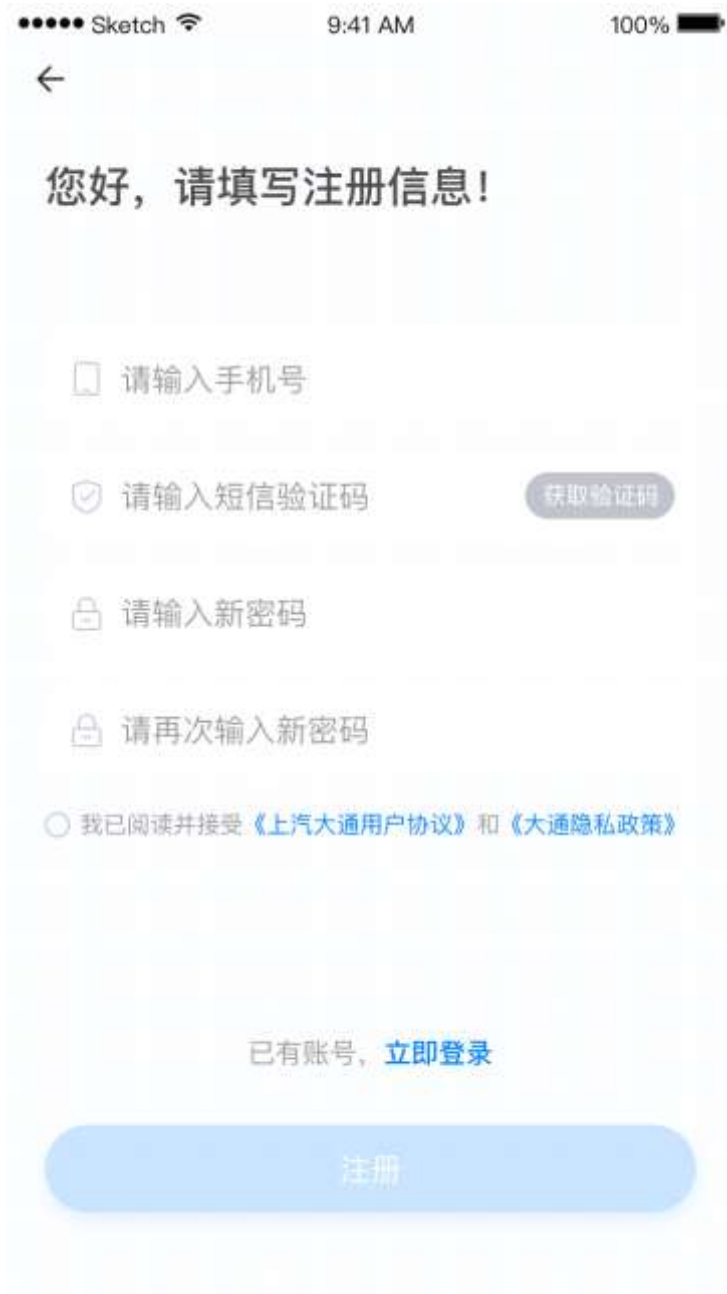 ●●●●● Sketch 9:41 AM 100%
您好，请填写注册信息！
请输入手机号
请输入短信验证码 获取验证码
请输入新密码
请再次输入新密码
我已阅读并接受《上汽大通用户协议》和《大通隐私政策》
已有账号，立即登录
注册